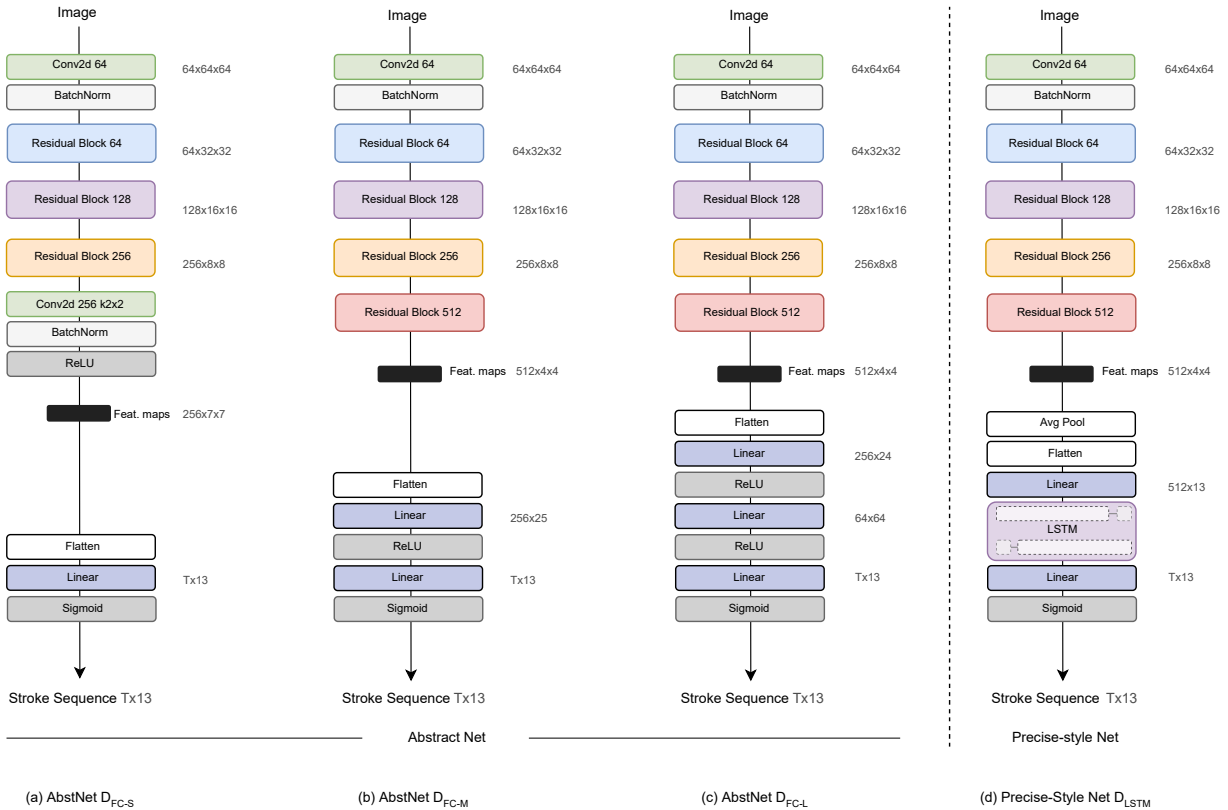 Image
Conv2d 64
64x64x64
BatchNorm
Residual Block 64
64x32x32
Residual Block 128
128x16x16
Residual Block 256
256x8x8
Conv2d 256 k2x2
BatchNorm
ReLU
Feat. maps 256x7x7
Flatten
Linear
Tx13
Sigmoid
Stroke Sequence Tx13
(a) AbstNet D_FC-S
Image
Conv2d 64
64x64x64
BatchNorm
Residual Block 64
64x32x32
Residual Block 128
128x16x16
Residual Block 256
256x8x8
Residual Block 512
Feat. maps 512x4x4
Flatten
Linear
256x25
ReLU
Linear
Tx13
Sigmoid
Stroke Sequence Tx13
Abstract Net
(b) AbstNet D_FC-M
Image
Conv2d 64
64x64x64
BatchNorm
Residual Block 64
64x32x32
Residual Block 128
128x16x16
Residual Block 256
256x8x8
Residual Block 512
Feat. maps 512x4x4
Flatten
Linear
256x24
ReLU
Linear
64x64
ReLU
Linear
Tx13
Sigmoid
Stroke Sequence Tx13
(c) AbstNet D_FC-L
Image
Conv2d 64
64x64x64
BatchNorm
Residual Block 64
64x32x32
Residual Block 128
128x16x16
Residual Block 256
256x8x8
Residual Block 512
Feat. maps 512x4x4
Avg Pool
Flatten
Linear
512x13
LSTM
Linear
Tx13
Sigmoid
Stroke Sequence Tx13
Precise-style Net
(d) Precise-Style Net D_LSTM